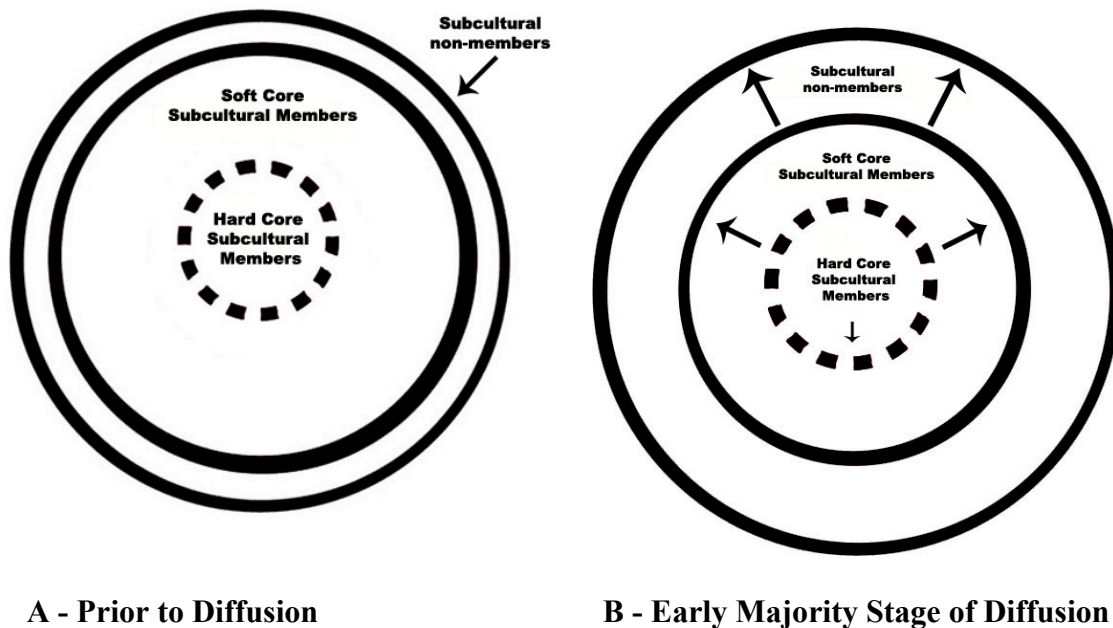 Subcultural
non-members
Soft Core
Subcultural Members
Hard Core
Subcultural
Members
Subcultural
non-members
Soft Core
Subcultural Members
Hard Core
Subcultural
Members
A - Prior to Diffusion
B - Early Majority Stage of Diffusion